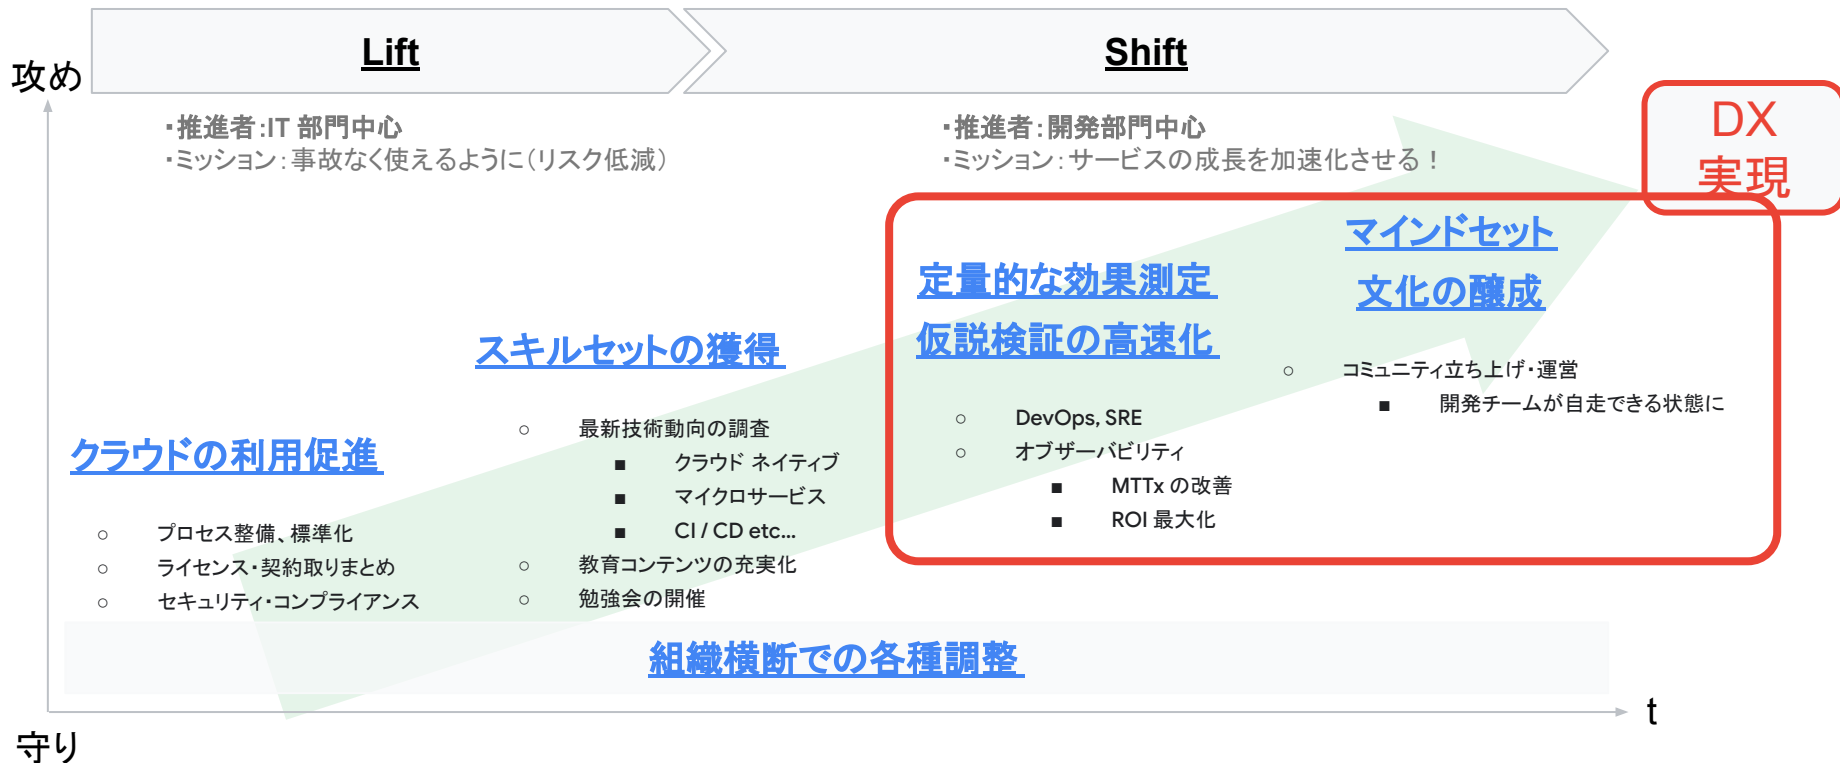 Lift
Shift
攻め
・推進者：IT 部門中心
・ミッション：事故なく使えるように（リスク低減）
・推進者：開発部門中心
・ミッション：サービスの成長を加速化させる！
DX
実現
クラウドの利用促進
○ プロセス整備、標準化
○ ライセンス・契約取りまとめ
○ セキュリティ・コンプライアンス
スキルセットの獲得
○ 最新技術動向の調査
■ クラウド ネイティブ
■ マイクロサービス
■ CI / CD etc...
○ 教育コンテンツの充実化
○ 勉強会の開催
定量的な効果測定
仮説検証の高速化
○ DevOps, SRE
○ オブザーバビリティ
■ MTTx の改善
■ ROI 最大化
マインドセット
文化の醸成
○ コミュニティ立ち上げ・運営
■ 開発チームが自走できる状態に
組織横断での各種調整
t
守り